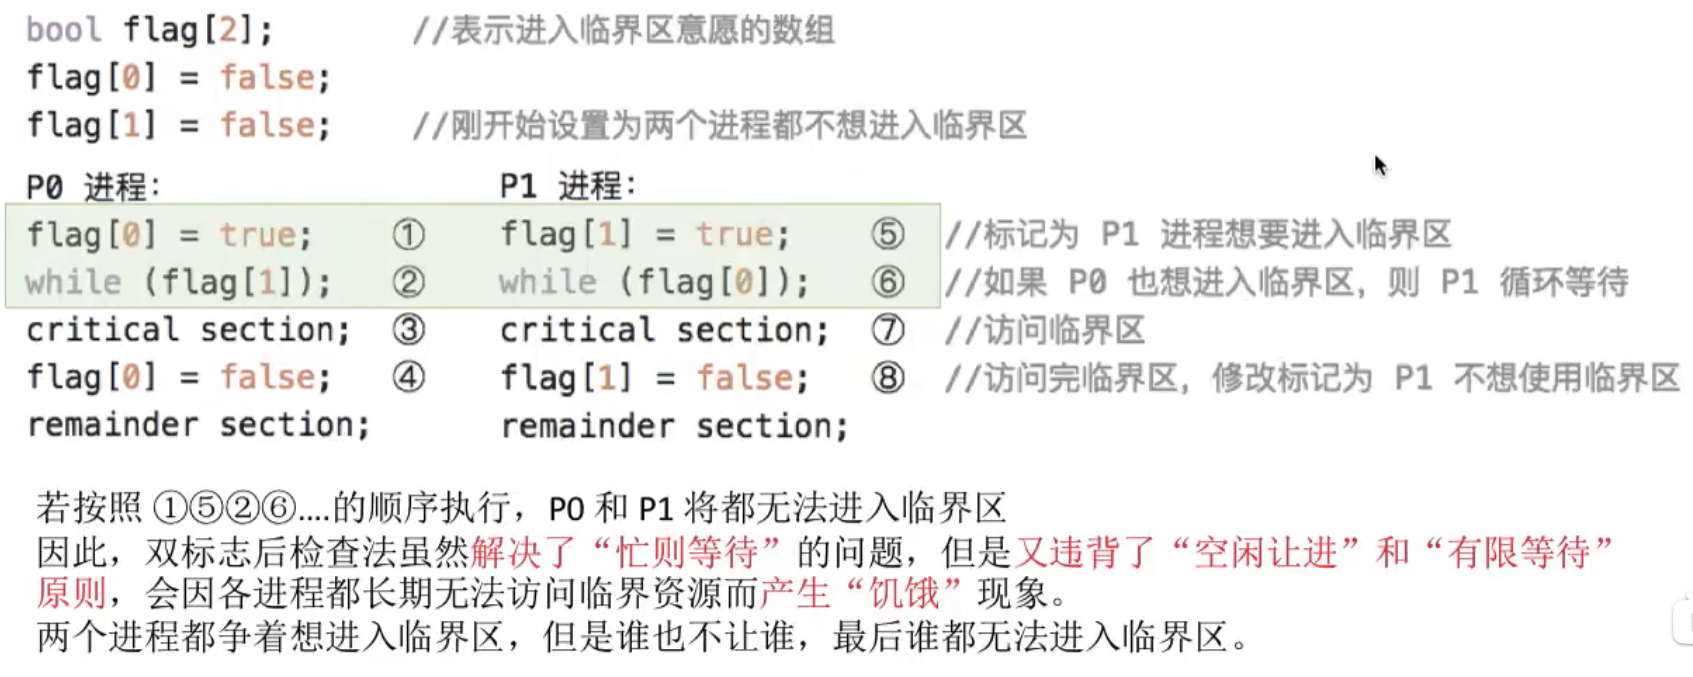 bool flag[2]; //表示进入临界区意愿的数组
flag[0] = false;
flag[1] = false; //刚开始设置为两个进程都不想进入临界区
P0 进程: P1 进程:
flag[0] = true; ① flag[1] = true; ⑤ //标记为 P1 进程想要进入临界区
while (flag[1]); ② while (flag[0]); ⑥ //如果 P0 也想进入临界区，则 P1 循环等待
critical section; ③ critical section; ⑦ //访问临界区
flag[0] = false; ④ flag[1] = false; ⑧ //访问完临界区，修改标记为 P1 不想使用临界区
remainder section; remainder section;
若按照 ①⑤②⑥....的顺序执行，P0 和 P1 将都无法进入临界区
因此，双标志后检查法虽然解决了“忙则等待”的问题，但是又违背了“空闲让进”和“有限等待”
原则，会因各进程都长期无法访问临界资源而产生“饥饿”现象。
两个进程都争着想进入临界区，但是谁也不让谁，最后谁都无法进入临界区。